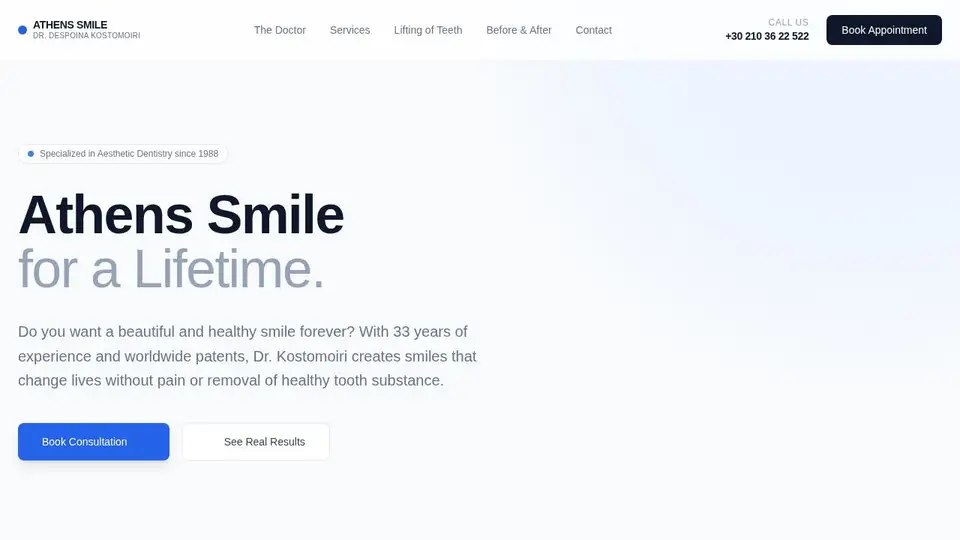 ATHENS SMILE
DR. DESPOINA KOSTOMOIRI
The Doctor
Services
Lifting of Teeth
Before & After
Contact
CALL US
+30 210 36 22 522
Book Appointment
Specialized in Aesthetic Dentistry since 1988
Athens Smile
for a Lifetime.
Do you want a beautiful and healthy smile forever? With 33 years of
experience and worldwide patents, Dr. Kostomoiri creates smiles that
change lives without pain or removal of healthy tooth substance.
Book Consultation
See Real Results